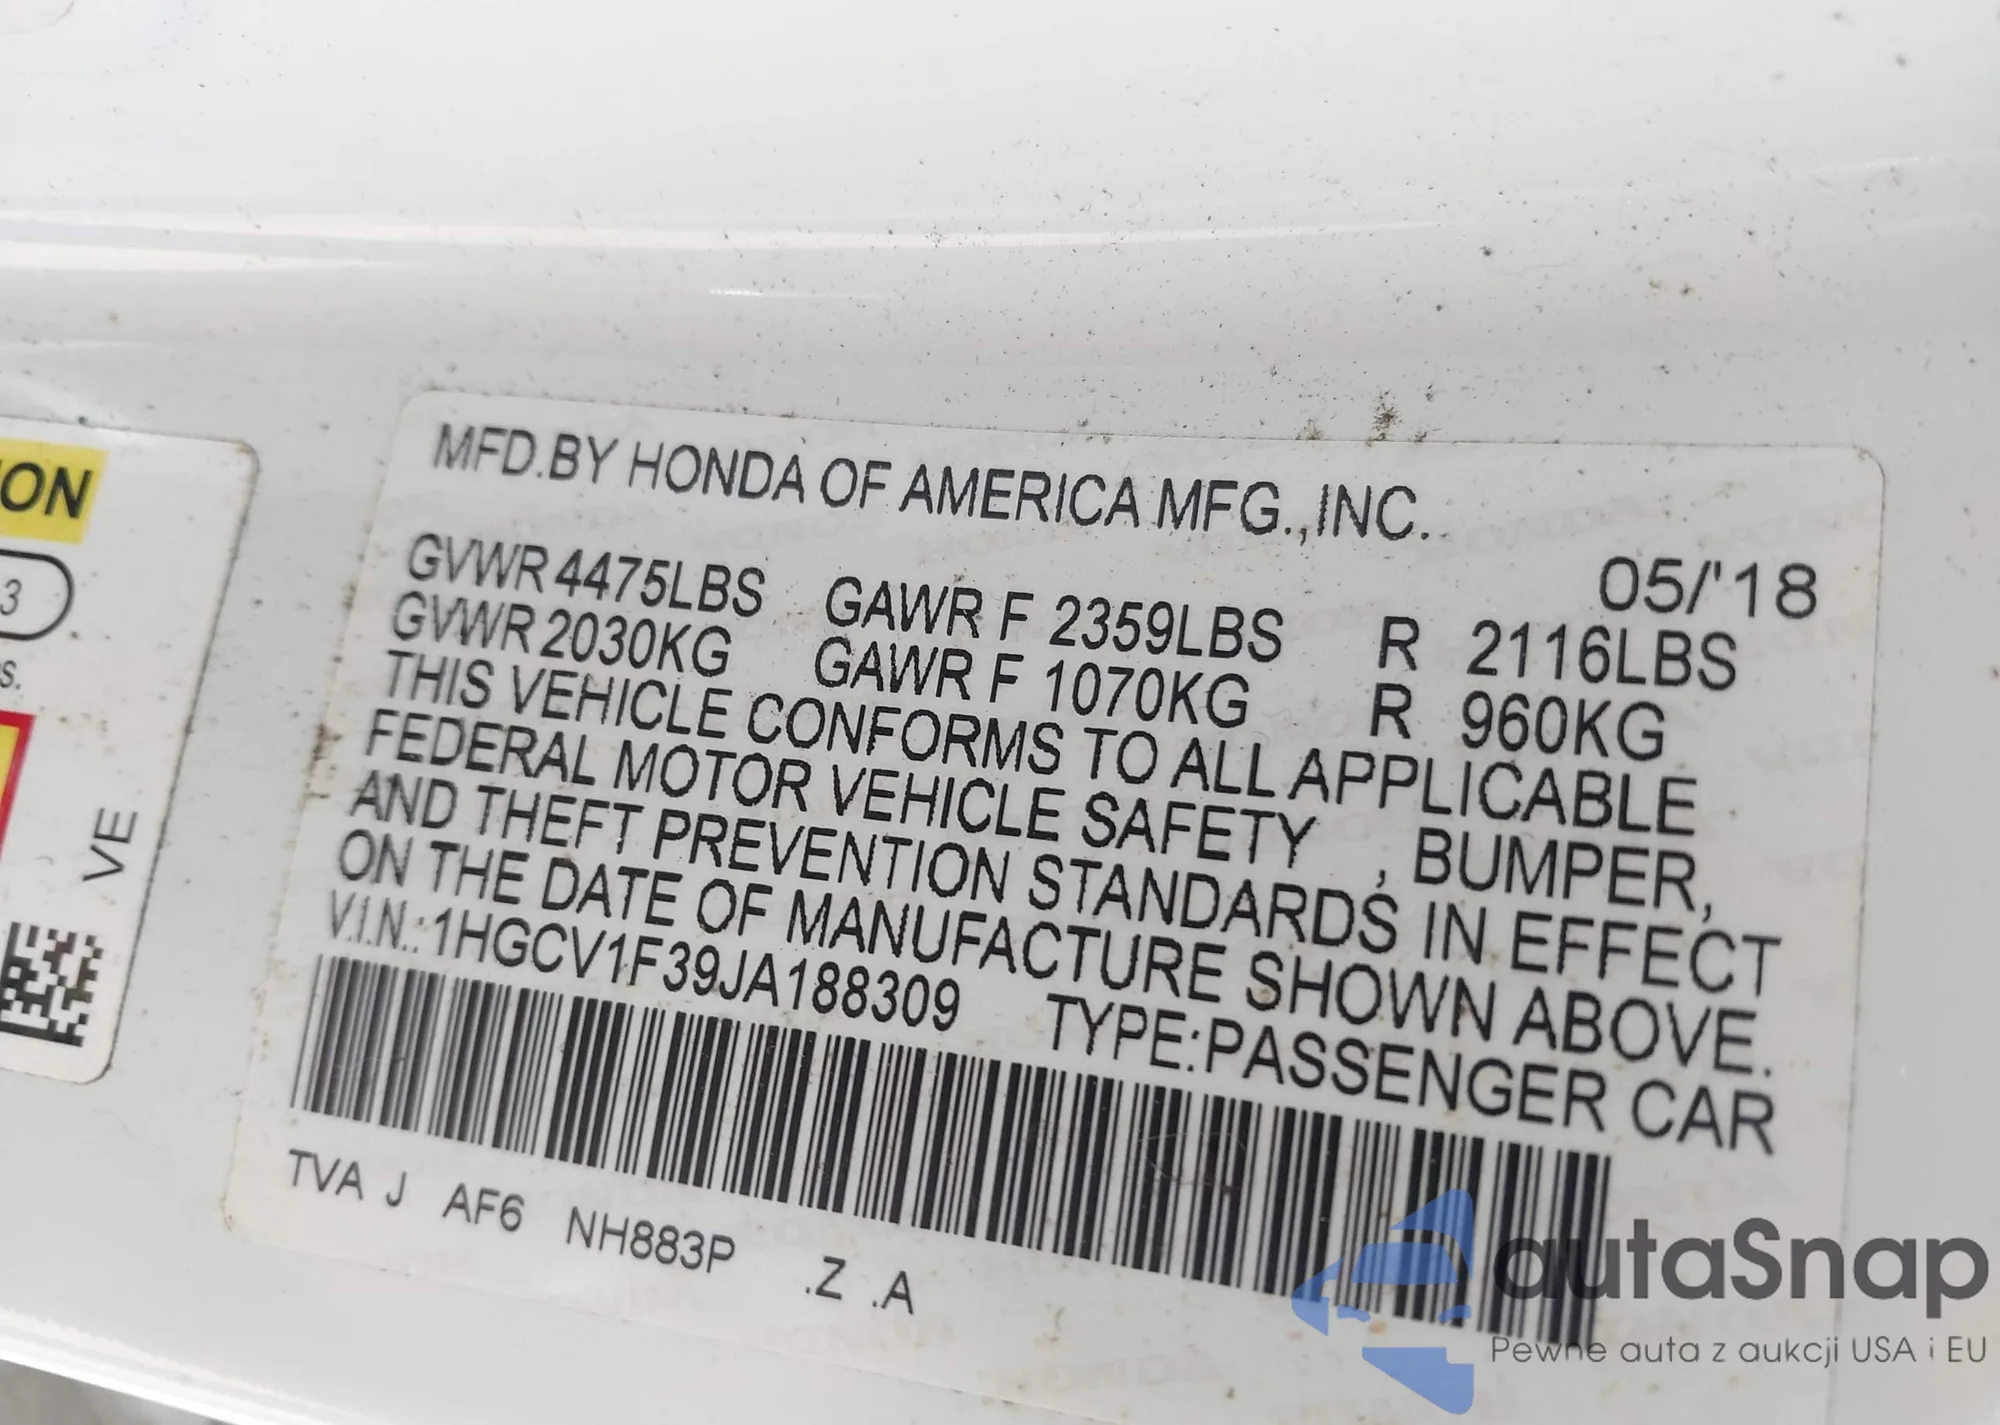 ION
3
s.
VE
MFD.BY HONDA OF AMERICA MFG.,INC.
05/'18
GVWR 4475LBS GAWR F 2359LBS R 2116LBS
GVWR 2030KG GAWR F 1070KG R 960KG
THIS VEHICLE CONFORMS TO ALL APPLICABLE
FEDERAL MOTOR VEHICLE SAFETY , BUMPER,
AND THEFT PREVENTION STANDARDS IN EFFECT
ON THE DATE OF MANUFACTURE SHOWN ABOVE.
V.I.N.:1HGCV1F39JA188309 TYPE:PASSENGER CAR
TVA J AF6 NH883P .Z .A
autaSnap
Pewne auta z aukcji USA i EU